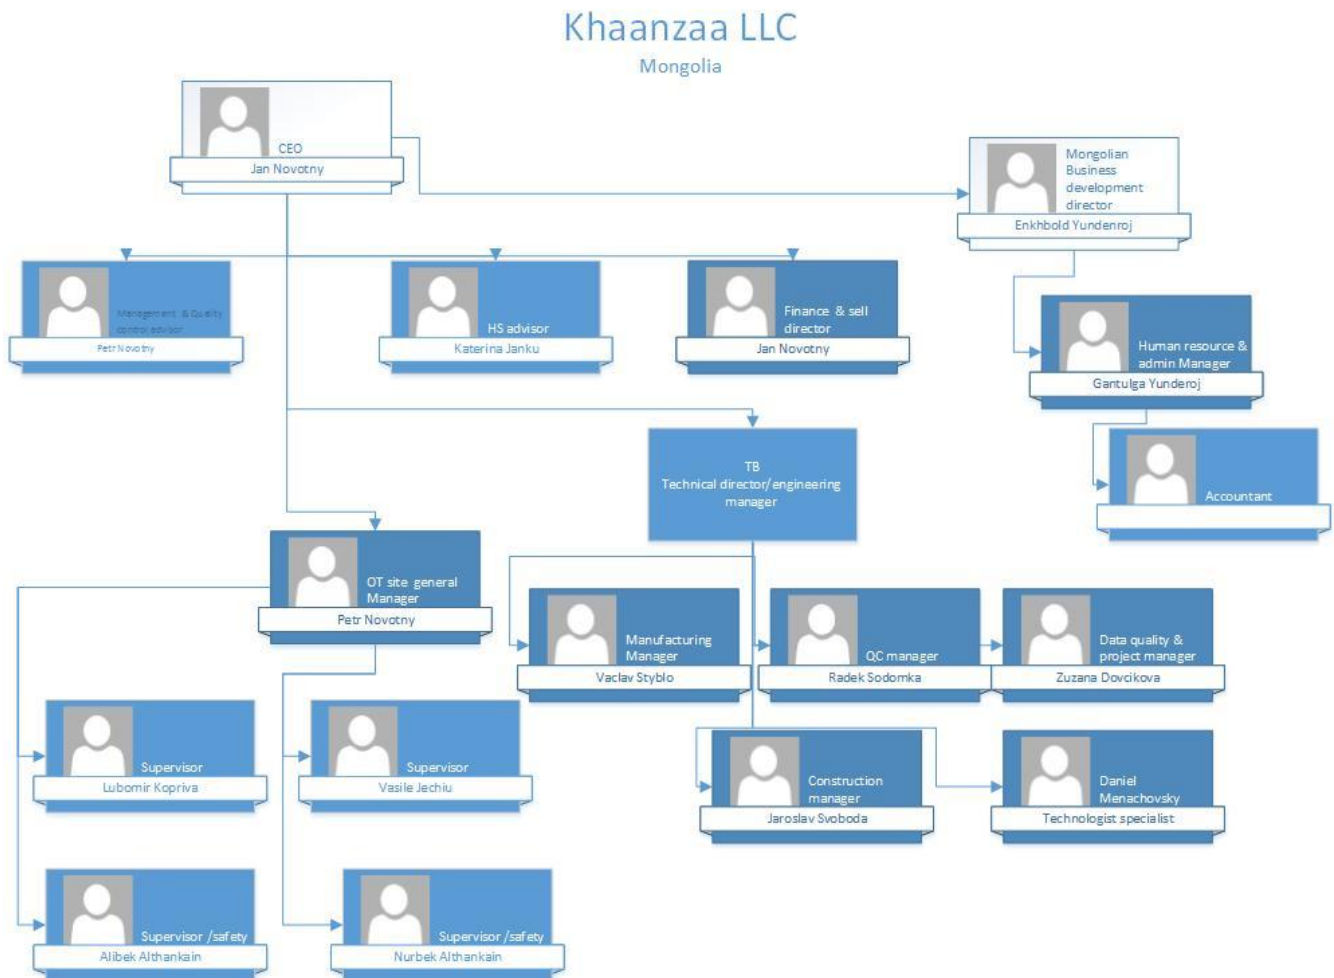 Khaanzaa LLC
Mongolia
CEO
Jan Novotny
Mongolian
Business
development
director
Enkhbold Yundenroj
Management & Quality
control advisor
Petr Novotny
HS advisor
Katerina Janku
Finance & sell
director
Jan Novotny
Human resource &
admin Manager
Gantulga Yunderoj
Accountant
TB
Technical director/engineering
manager
OT site general
Manager
Petr Novotny
Manufacturing
Manager
Vaclav Styblo
QC manager
Radek Sodomka
Data quality &
project manager
Zuzana Dovcikova
Supervisor
Lubomir Kopriva
Supervisor
Vasile Jechiu
Construction
manager
Jaroslav Svoboda
Daniel
Menachovsky
Technologist specialist
Supervisor /safety
Alibek Althankain
Supervisor /safety
Nurbek Althankain